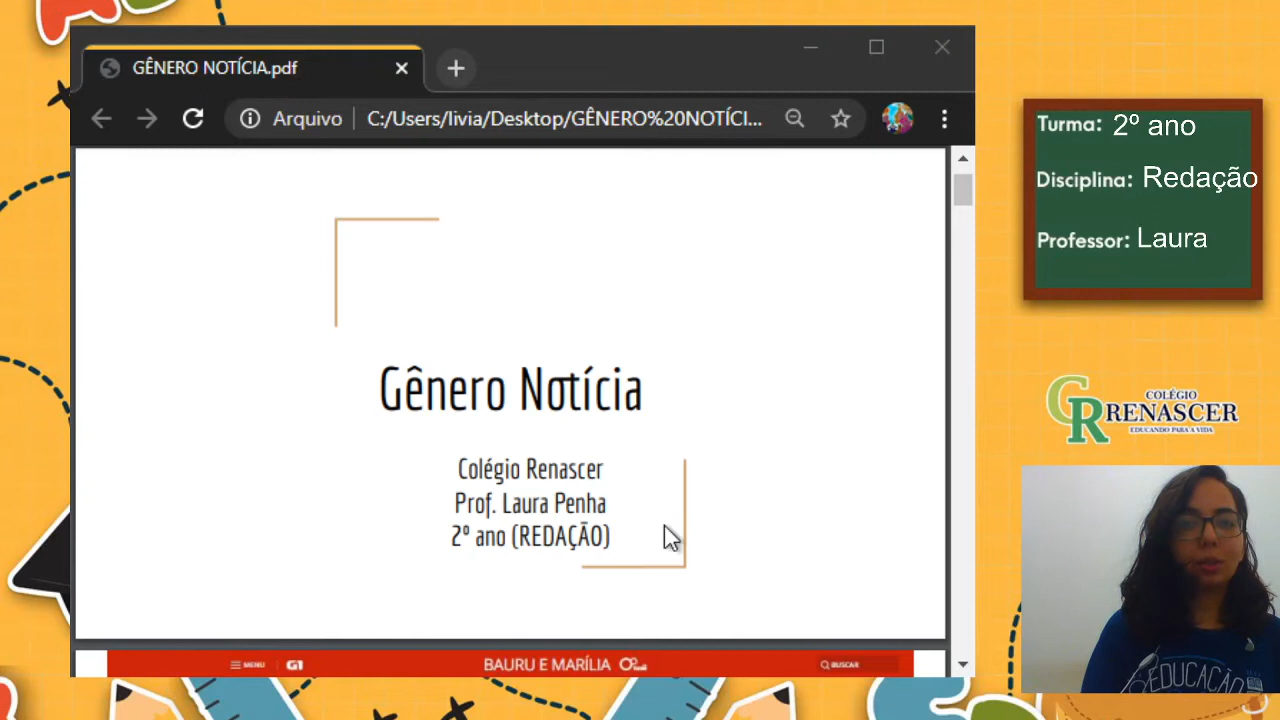 GÊNERO NOTÍCIA.pdf
Arquivo
C:/Users/livia/Desktop/GÊNERO%20NOTÍCI...
Gênero Notícia
Colégio Renascer
Prof. Laura Penha
2º ano (REDAÇÃO)
MENU
G1
BAURU E MARÍLIA
BUSCAR
Turma: 2º ano
Disciplina: Redação
Professor: Laura
CR
COLÉGIO
RENASCER
EDUCANDO PARA A VIDA
EDUCAÇÃO